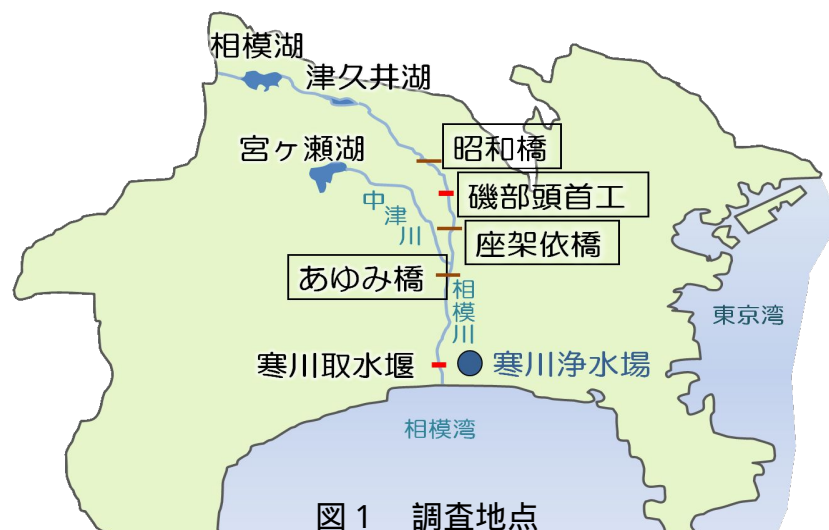 相模湖
津久井湖
宮ヶ瀬湖
昭和橋
磯部頭首工
中津川
座架依橋
あゆみ橋
相模川
東京湾
寒川取水堰
寒川浄水場
相模湾
図1 調査地点